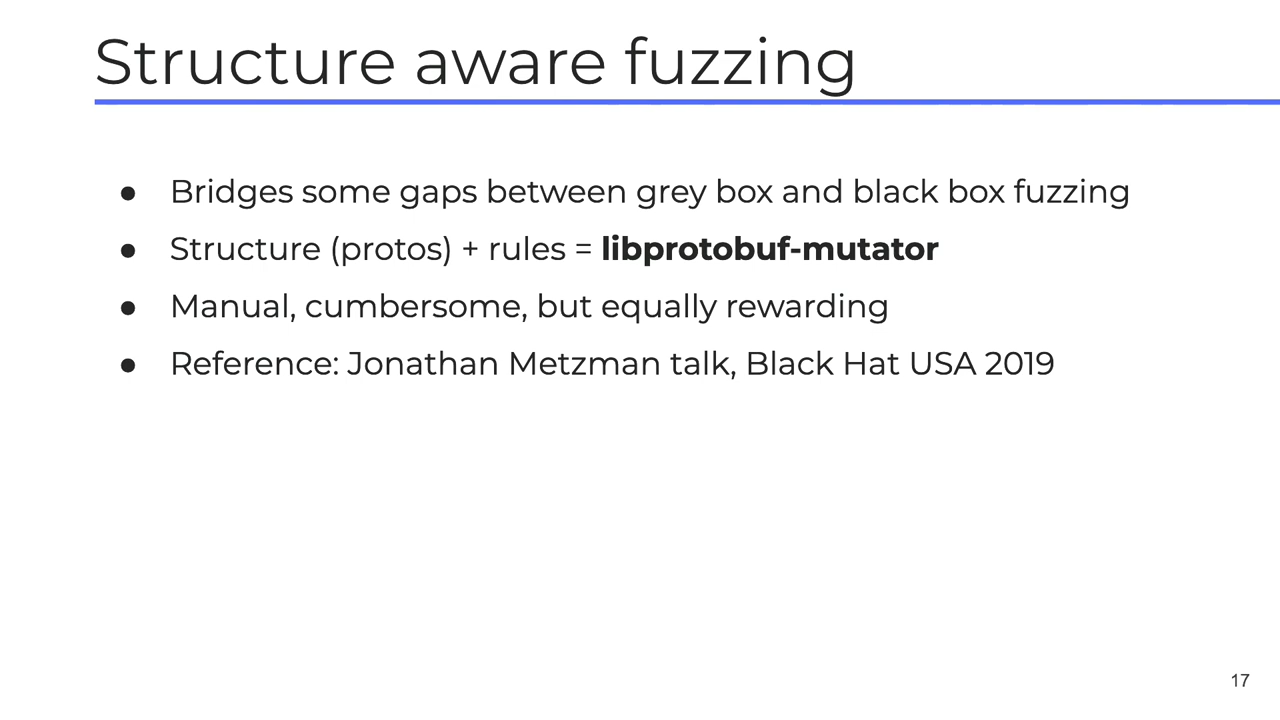 Structure aware fuzzing
● Bridges some gaps between grey box and black box fuzzing
● Structure (protos) + rules = libprotobuf-mutator
● Manual, cumbersome, but equally rewarding
● Reference: Jonathan Metzman talk, Black Hat USA 2019
17